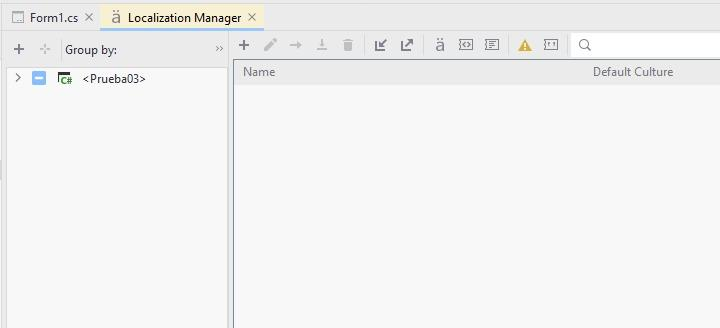 Form1.cs ä Localization Manager
Group by:
ä
C# <Prueba03>
Name Default Culture